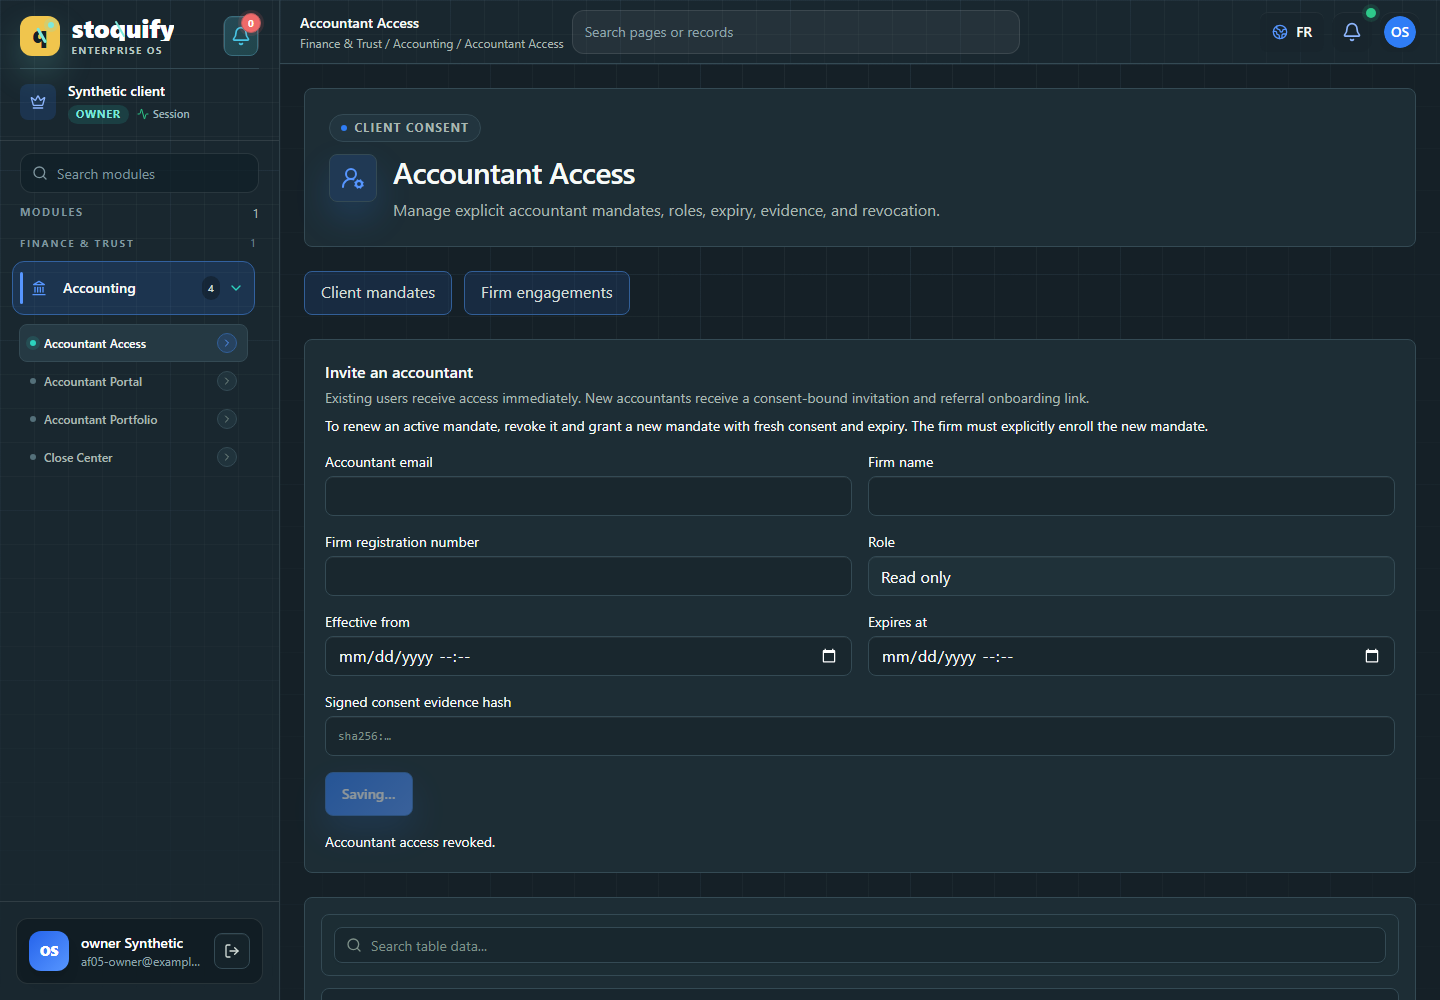 stoquify
ENTERPRISE OS
0
Synthetic client
OWNER
Session
Search modules
MODULES
1
FINANCE & TRUST
1
Accounting
4
Accountant Access
Accountant Portal
Accountant Portfolio
Close Center
OS
owner Synthetic
af05-owner@exampl...
Accountant Access
Finance & Trust / Accounting / Accountant Access
Search pages or records
FR
OS
CLIENT CONSENT
Accountant Access
Manage explicit accountant mandates, roles, expiry, evidence, and revocation.
Client mandates
Firm engagements
Invite an accountant
Existing users receive access immediately. New accountants receive a consent-bound invitation and referral onboarding link.
To renew an active mandate, revoke it and grant a new mandate with fresh consent and expiry. The firm must explicitly enroll the new mandate.
Accountant email
Firm name
Firm registration number
Role
Read only
Effective from
Expires at
mm/dd/yyyy --:--
mm/dd/yyyy --:--
Signed consent evidence hash
sha256:…
Saving...
Accountant access revoked.
Search table data...